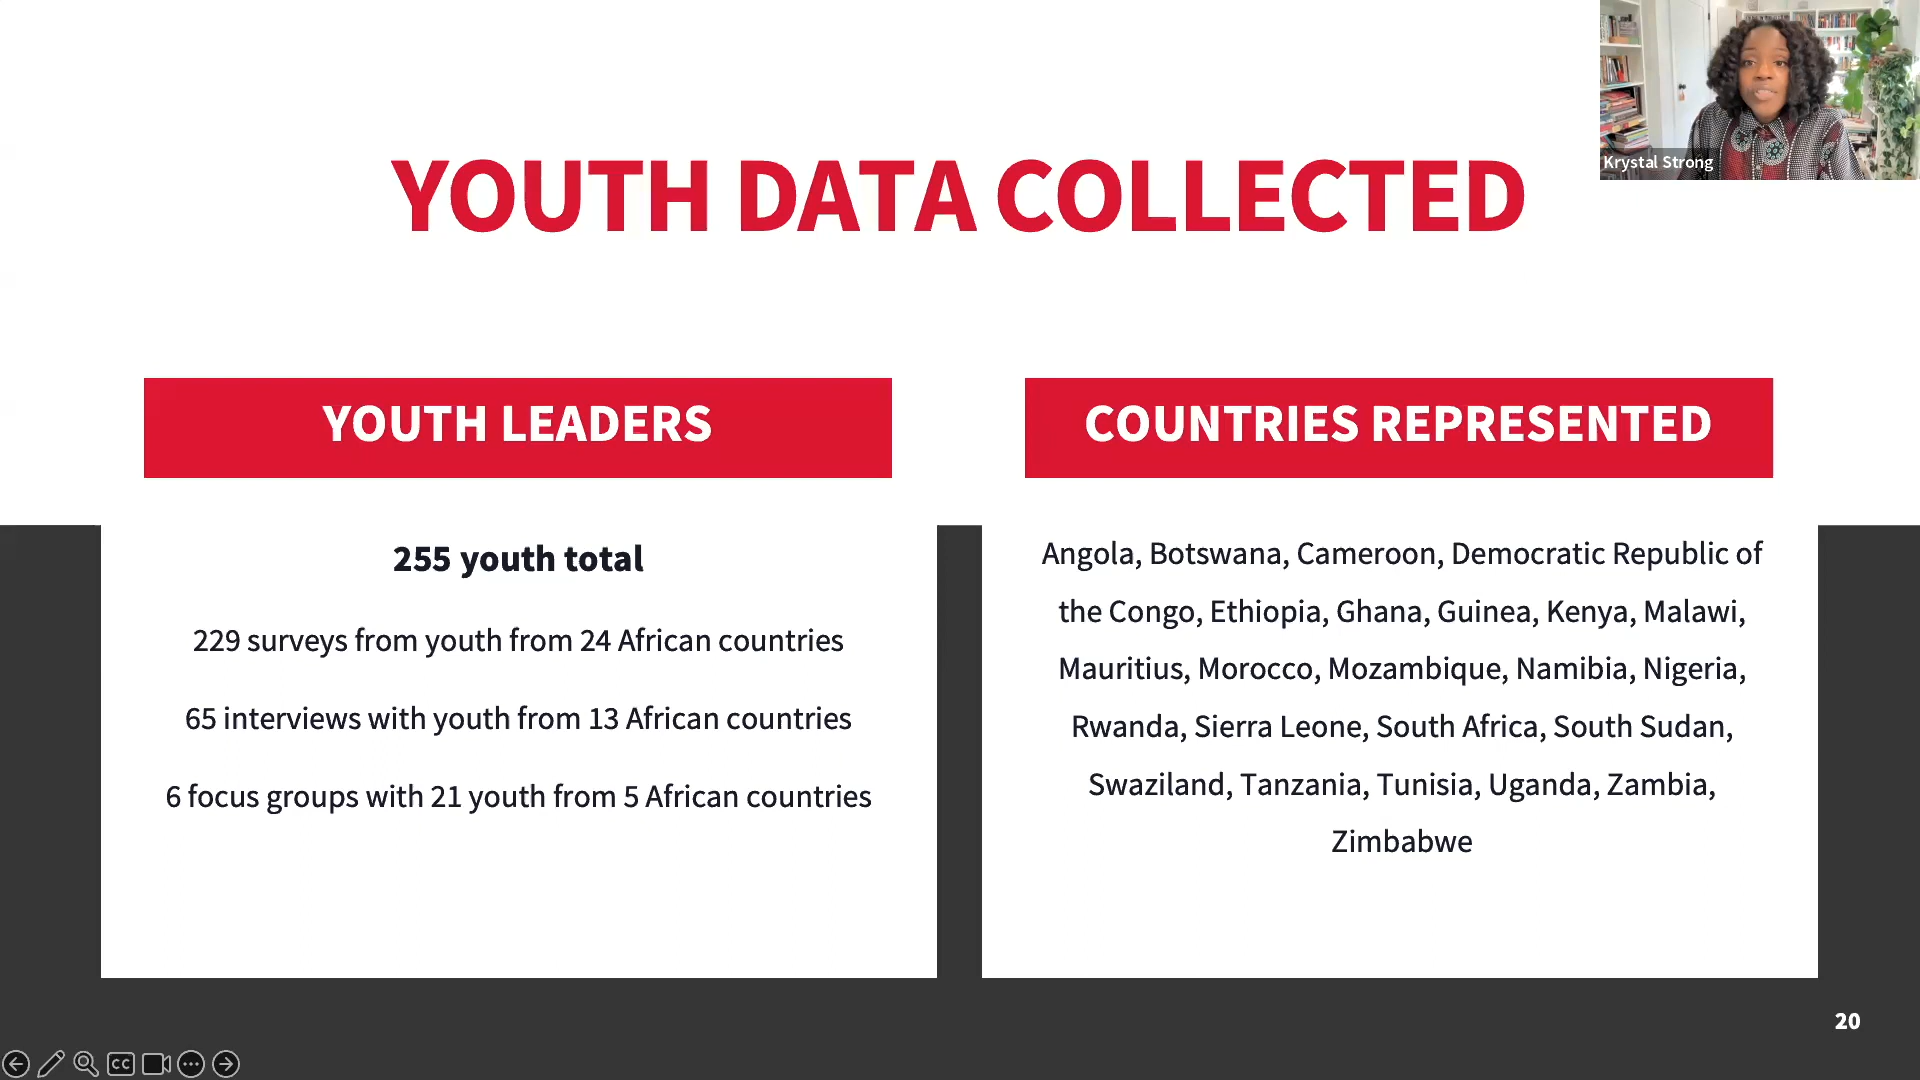 Krystal Strong
YOUTH DATA COLLECTED
YOUTH LEADERS
255 youth total
229 surveys from youth from 24 African countries
65 interviews with youth from 13 African countries
6 focus groups with 21 youth from 5 African countries
COUNTRIES REPRESENTED
Angola, Botswana, Cameroon, Democratic Republic of
the Congo, Ethiopia, Ghana, Guinea, Kenya, Malawi,
Mauritius, Morocco, Mozambique, Namibia, Nigeria,
Rwanda, Sierra Leone, South Africa, South Sudan,
Swaziland, Tanzania, Tunisia, Uganda, Zambia,
Zimbabwe
20
CC